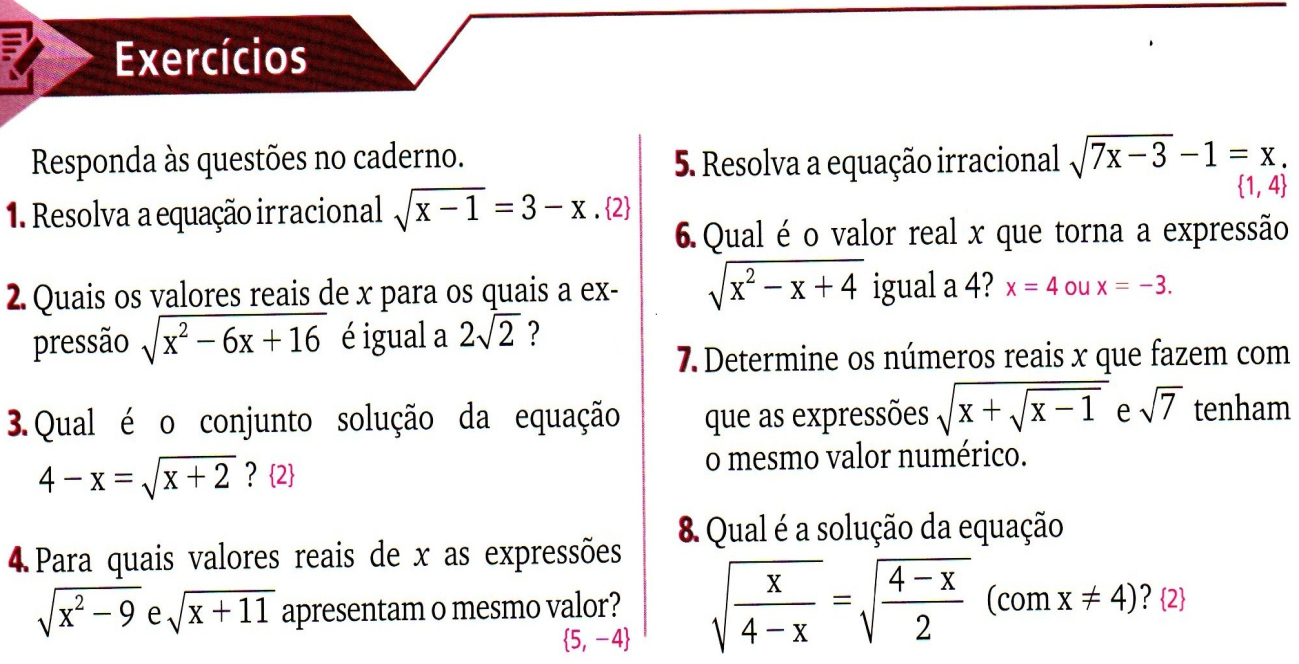 Exercícios
Responda às questões no caderno.
1. Resolva a equação irracional √(x − 1) = 3 − x. {2}
2. Quais os valores reais de x para os quais a ex-
pressão √(x² − 6x + 16) é igual a 2√2 ?
3. Qual é o conjunto solução da equação
4 − x = √(x + 2) ? {2}
4. Para quais valores reais de x as expressões
√(x² − 9) e √(x + 11) apresentam o mesmo valor?
{5, −4}
5. Resolva a equação irracional √(7x − 3) − 1 = x.
{1, 4}
6. Qual é o valor real x que torna a expressão
√(x² − x + 4) igual a 4? x = 4 ou x = −3.
7. Determine os números reais x que fazem com
que as expressões √(x + √(x − 1)) e √7 tenham
o mesmo valor numérico.
8. Qual é a solução da equação
√(x/(4 − x)) = √((4 − x)/2) (com x ≠ 4)? {2}